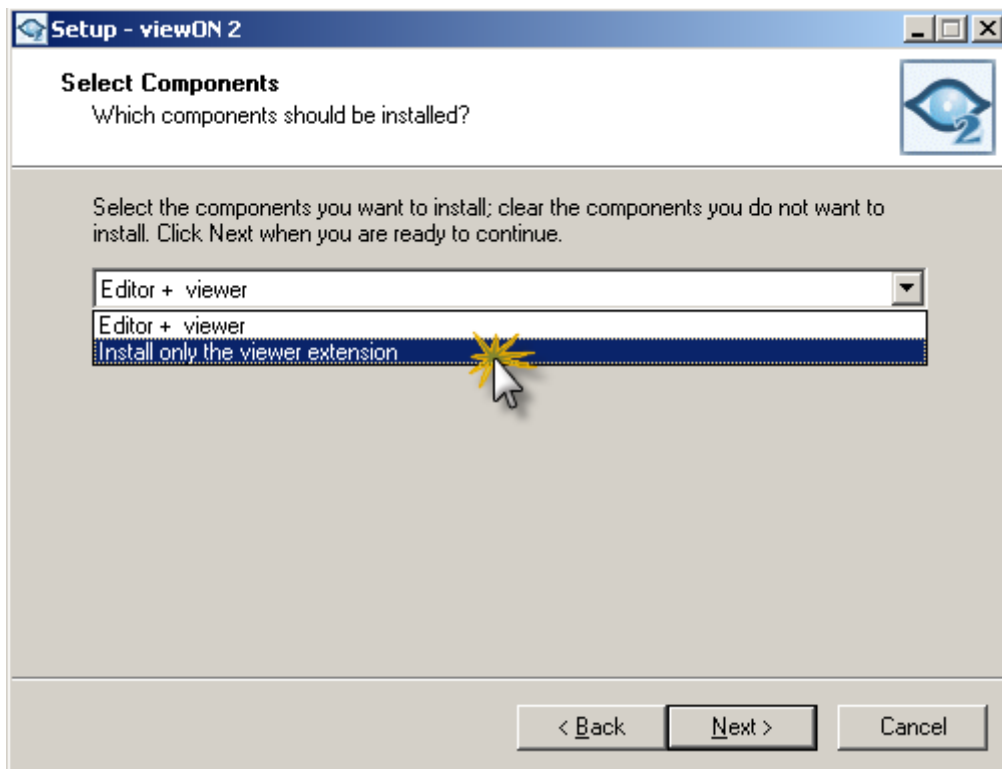 Setup - viewON 2
Select Components
Which components should be installed?
2
Select the components you want to install; clear the components you do not want to
install. Click Next when you are ready to continue.
Editor + viewer
Editor + viewer
Install only the viewer extension
< Back
Next >
Cancel